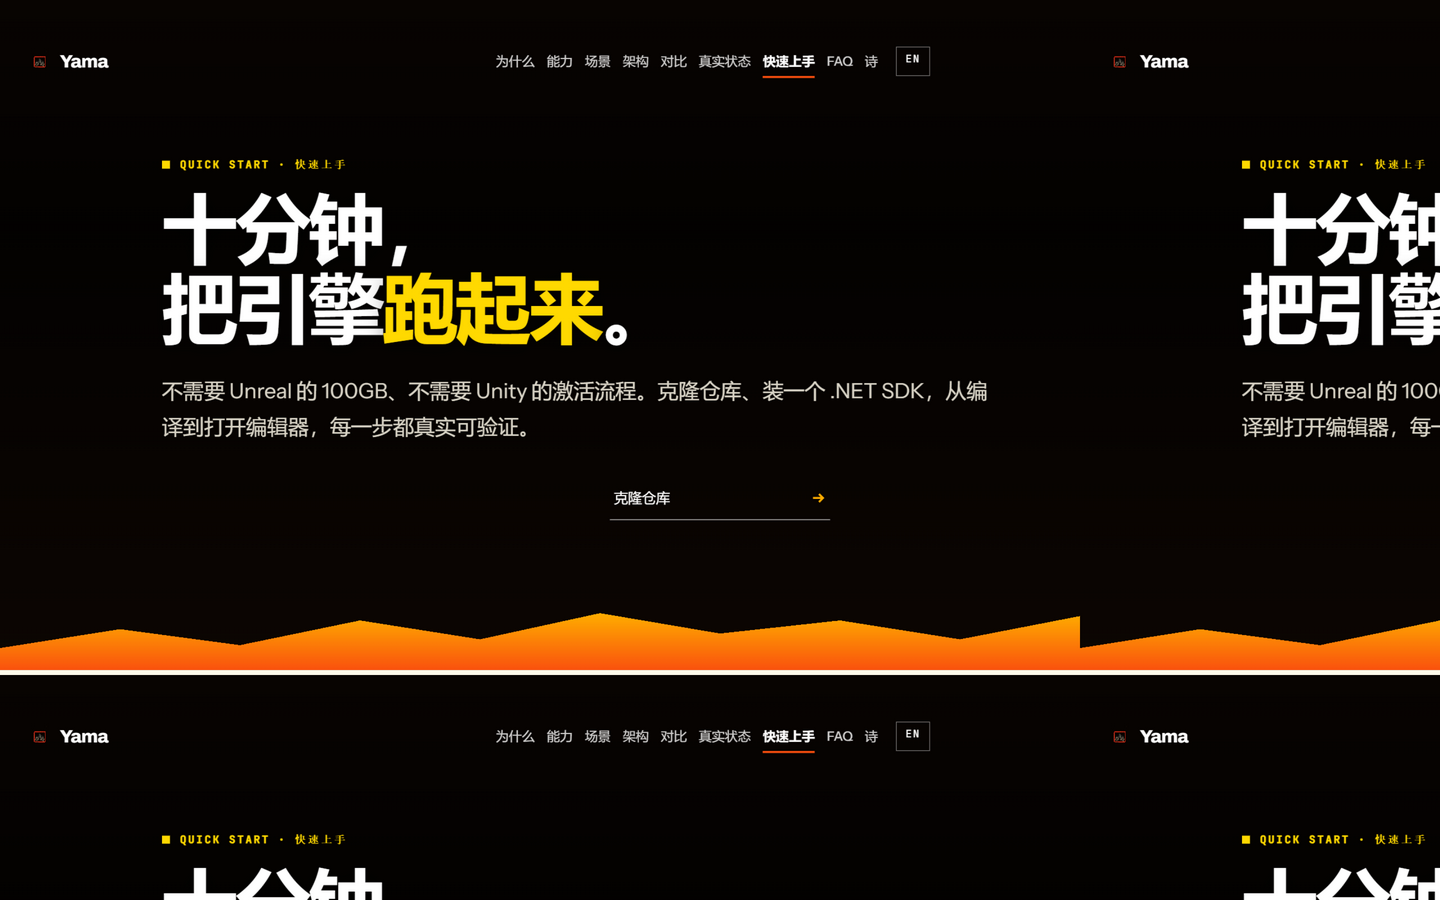 Yama
为什么 能力 场景 架构 对比 真实状态 快速上手 FAQ 诗 EN
Yama
QUICK START · 快速上手
十分钟，
把引擎跑起来。
不需要 Unreal 的 100GB、不需要 Unity 的激活流程。克隆仓库、装一个 .NET SDK，从编
译到打开编辑器，每一步都真实可验证。
克隆仓库 →
QUICK START · 快速上手
十分钟
把引擎
不需要 Unreal 的 100
译到打开编辑器，每一
Yama
为什么 能力 场景 架构 对比 真实状态 快速上手 FAQ 诗 EN
Yama
QUICK START · 快速上手
十分钟
QUICK START · 快速上手
十分钟